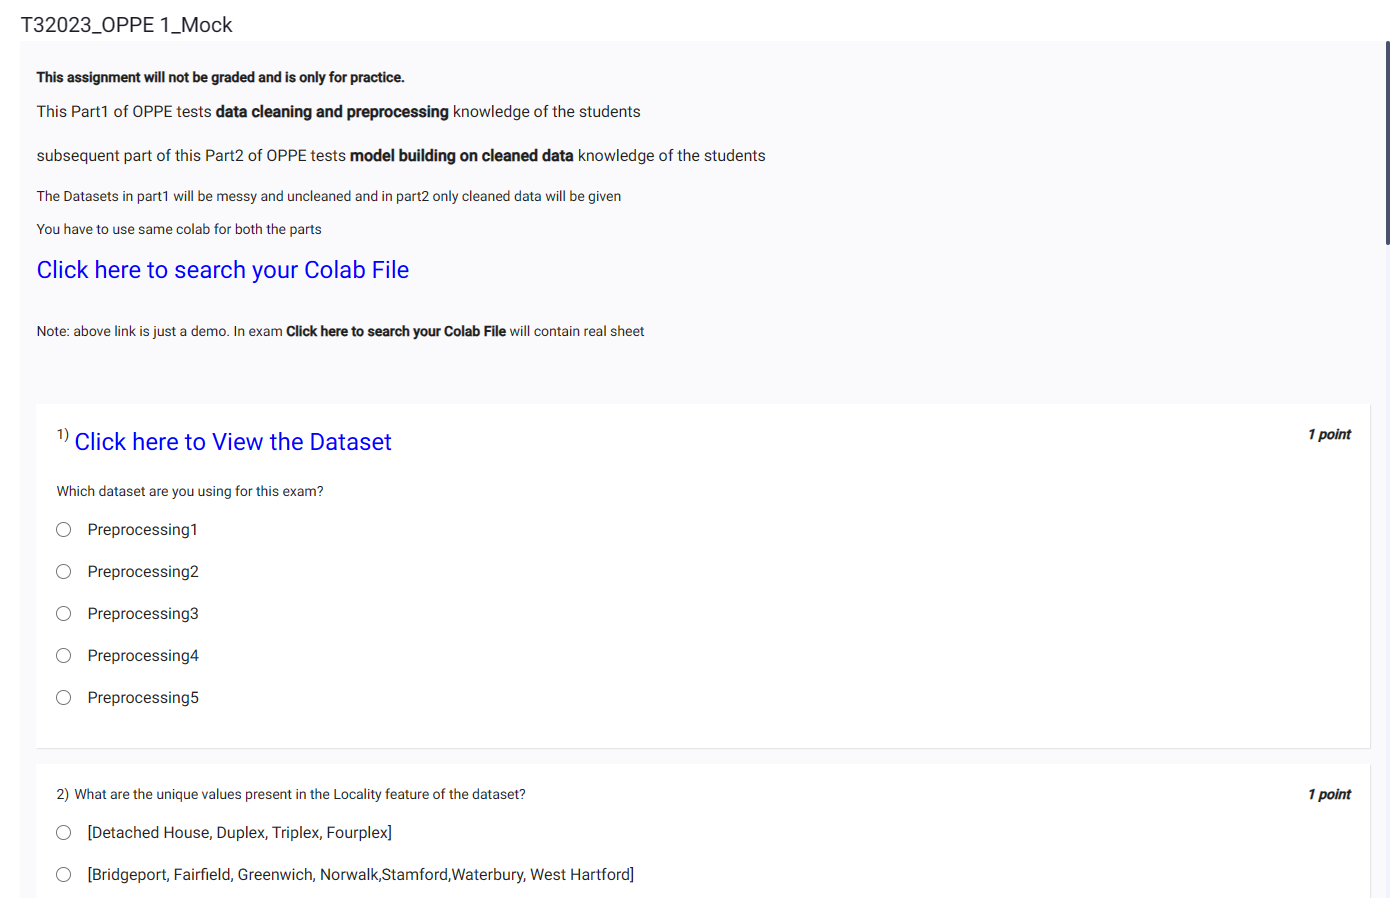 T32023_OPPE 1_Mock
This assignment will not be graded and is only for practice.
This Part1 of OPPE tests data cleaning and preprocessing knowledge of the students
subsequent part of this Part2 of OPPE tests model building on cleaned data knowledge of the students
The Datasets in part1 will be messy and uncleaned and in part2 only cleaned data will be given
You have to use same colab for both the parts
Click here to search your Colab File
Note: above link is just a demo. In exam Click here to search your Colab File will contain real sheet
1) Click here to View the Dataset
1 point
Which dataset are you using for this exam?
Preprocessing1
Preprocessing2
Preprocessing3
Preprocessing4
Preprocessing5
2) What are the unique values present in the Locality feature of the dataset?
1 point
[Detached House, Duplex, Triplex, Fourplex]
[Bridgeport, Fairfield, Greenwich, Norwalk,Stamford,Waterbury, West Hartford]